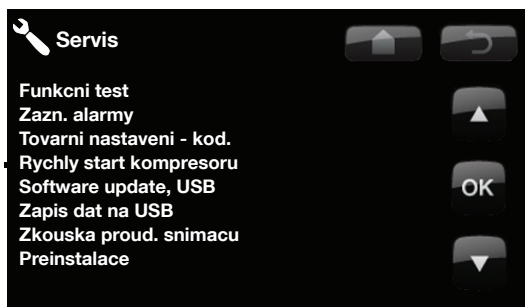 Servis
Funkcni test
Zazn. alarmy
Tovarni nastaveni - kod.
Rychly start kompresoru
Software update, USB
Zapis dat na USB
OK
Zkouska proud. snimacu
Preinstalace